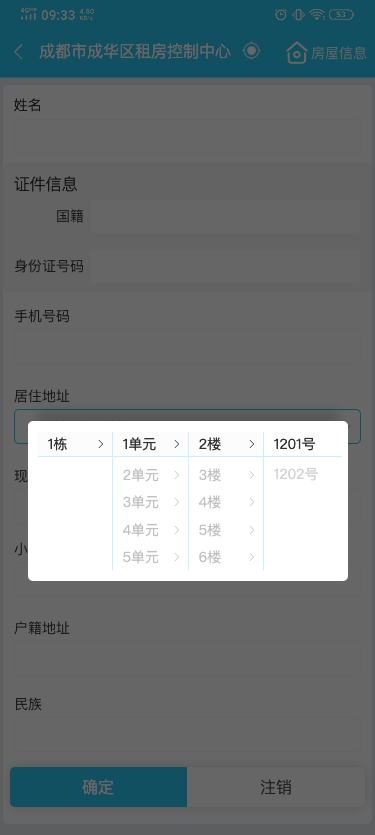 09:33 4.60 KB/s 53
成都市成华区租房控制中心 房屋信息
姓名
证件信息
国籍
身份证号码
手机号码
居住地址
1栋 1单元 2楼 1201号
2单元 3楼 1202号
3单元 4楼
4单元 5楼
5单元 6楼
现
小
户籍地址
民族
确定 注销